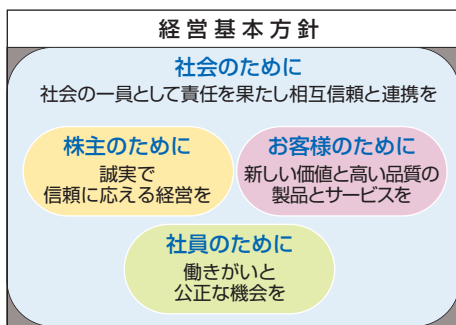 経営基本方針
社会のために
社会の一員として責任を果たし相互信頼と連携を
株主のために
誠実で
信頼に応える経営を
お客様のために
新しい価値と高い品質の
製品とサービスを
社員のために
働きがいと
公正な機会を